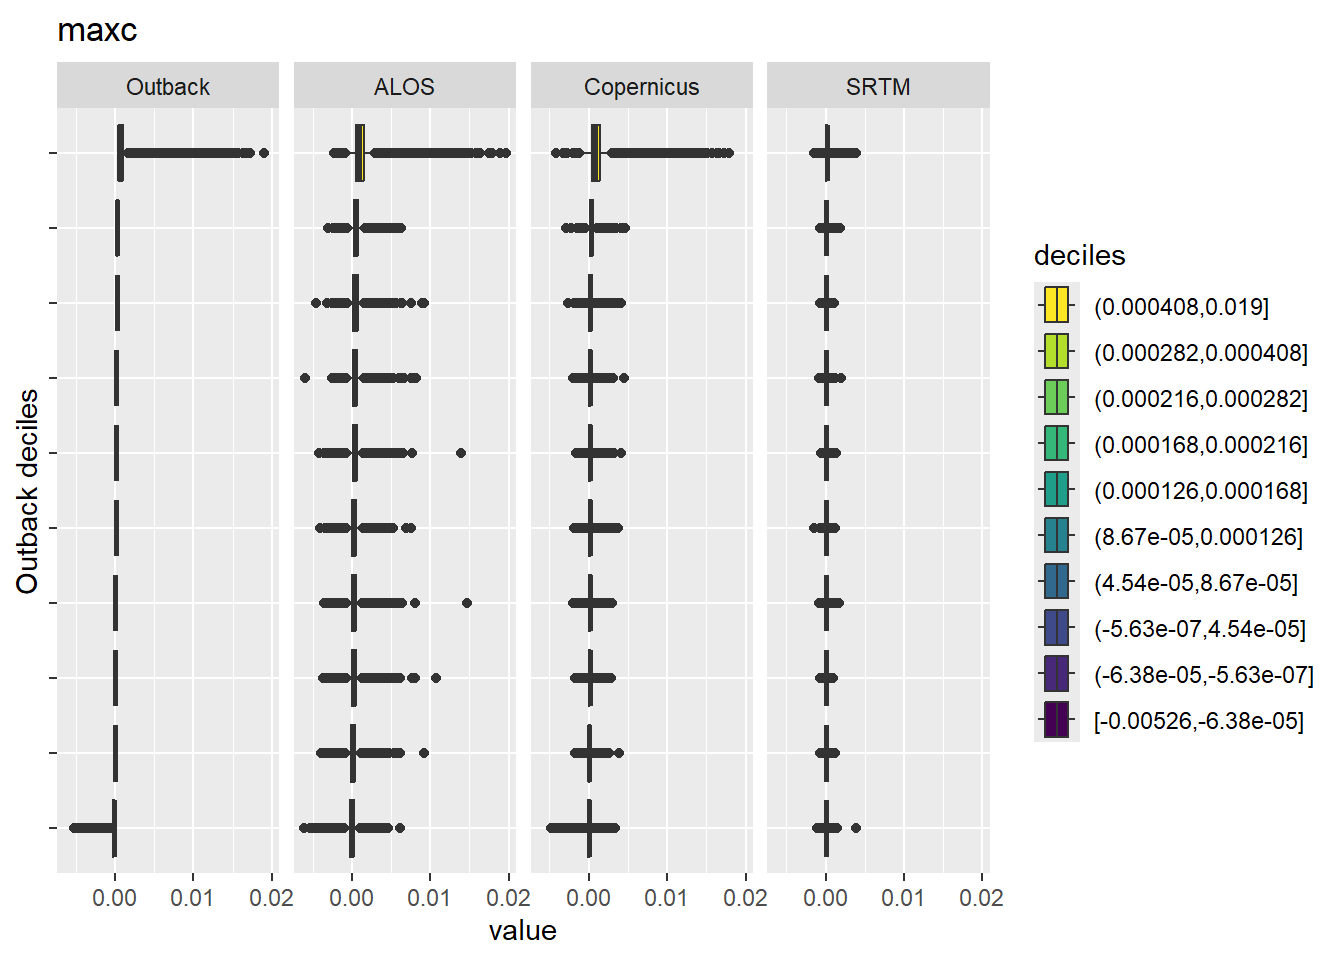 maxc
Outback ALOS Copernicus SRTM
Outback deciles
0.00 0.01 0.02 0.00 0.01 0.02 0.00 0.01 0.02 0.00 0.01 0.02
value
deciles
(0.000408,0.019]
(0.000282,0.000408]
(0.000216,0.000282]
(0.000168,0.000216]
(0.000126,0.000168]
(8.67e-05,0.000126]
(4.54e-05,8.67e-05]
(-5.63e-07,4.54e-05]
(-6.38e-05,-5.63e-07]
[-0.00526,-6.38e-05]